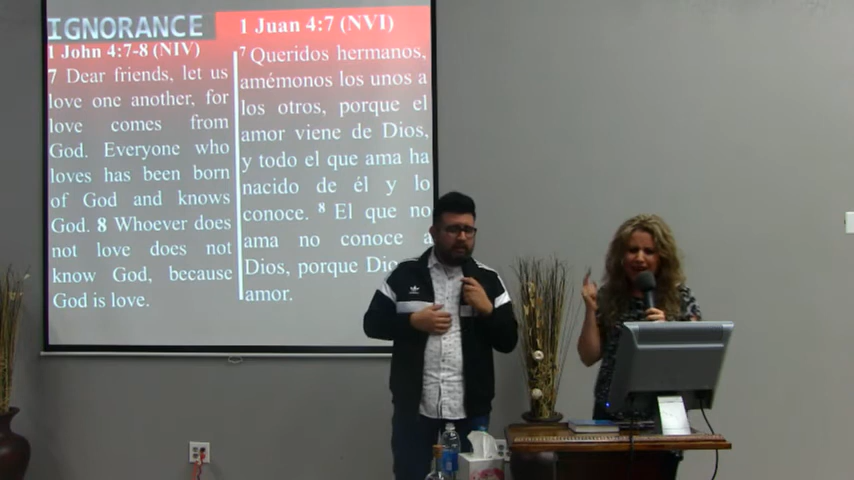 IGNORANCE
1 John 4:7-8 (NIV)
7 Dear friends, let us
love one another, for
love comes from
God. Everyone who
loves has been born
of God and knows
God. 8 Whoever does
not love does not
know God, because
God is love.
1 Juan 4:7 (NVI)
7 Queridos hermanos,
amémonos los unos a
los otros, porque el
amor viene de Dios,
y todo el que ama ha
nacido de él y lo
conoce. 8 El que no
ama no conoce a
Dios, porque Dio
amor.